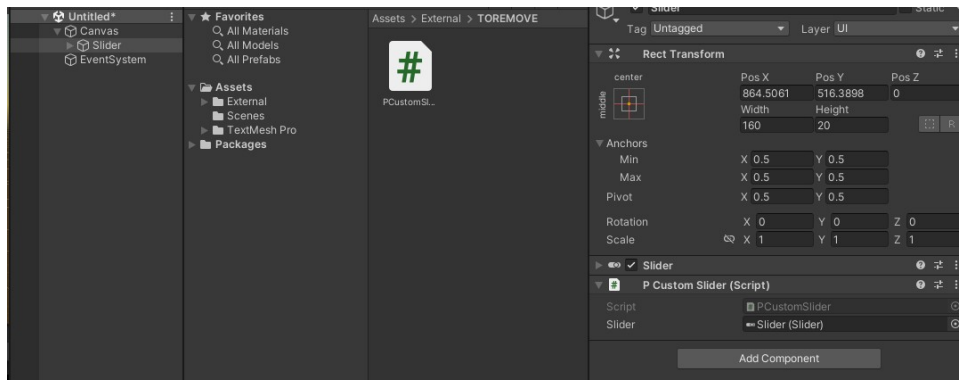 Untitled*
Canvas
Slider
EventSystem
Favorites
All Materials
All Models
All Prefabs
Assets
External
Scenes
TextMesh Pro
Packages
Assets > External > TOREMOVE
#
PCustomSl...
Slider
Static
Tag Untagged Layer UI
Rect Transform
center
middle
Pos X Pos Y Pos Z
864.5061 516.3898 0
Width Height
160 20
R
Anchors
Min X 0.5 Y 0.5
Max X 0.5 Y 0.5
Pivot X 0.5 Y 0.5
Rotation X 0 Y 0 Z 0
Scale X 1 Y 1 Z 1
Slider
# P Custom Slider (Script)
Script PCustomSlider
Slider Slider (Slider)
Add Component